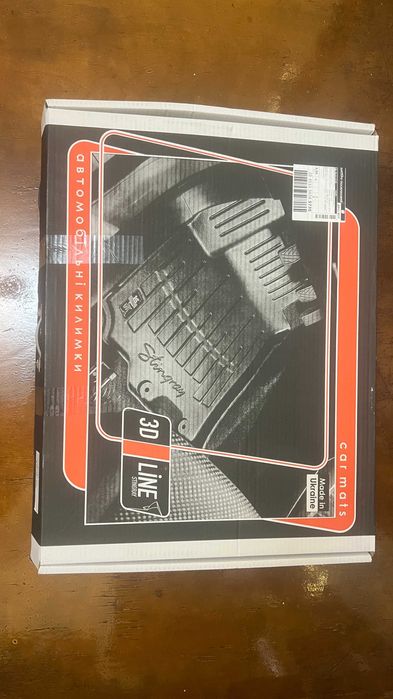 автомобільні килимки
Stingray
3D
LiNE
STINGRAY
Made in
Ukraine
car mats